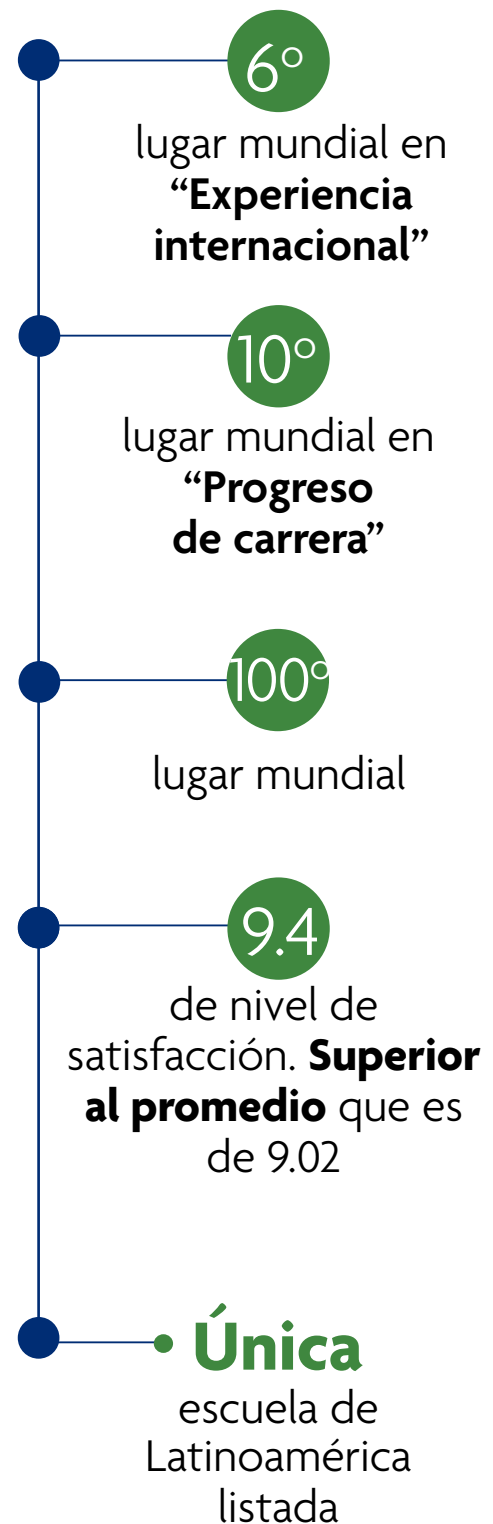 6°
lugar mundial en
“Experiencia
internacional”
10°
lugar mundial en
“Progreso
de carrera”
100°
lugar mundial
9.4
de nivel de
satisfacción. Superior
al promedio que es
de 9.02
Única
escuela de
Latinoamérica
listada